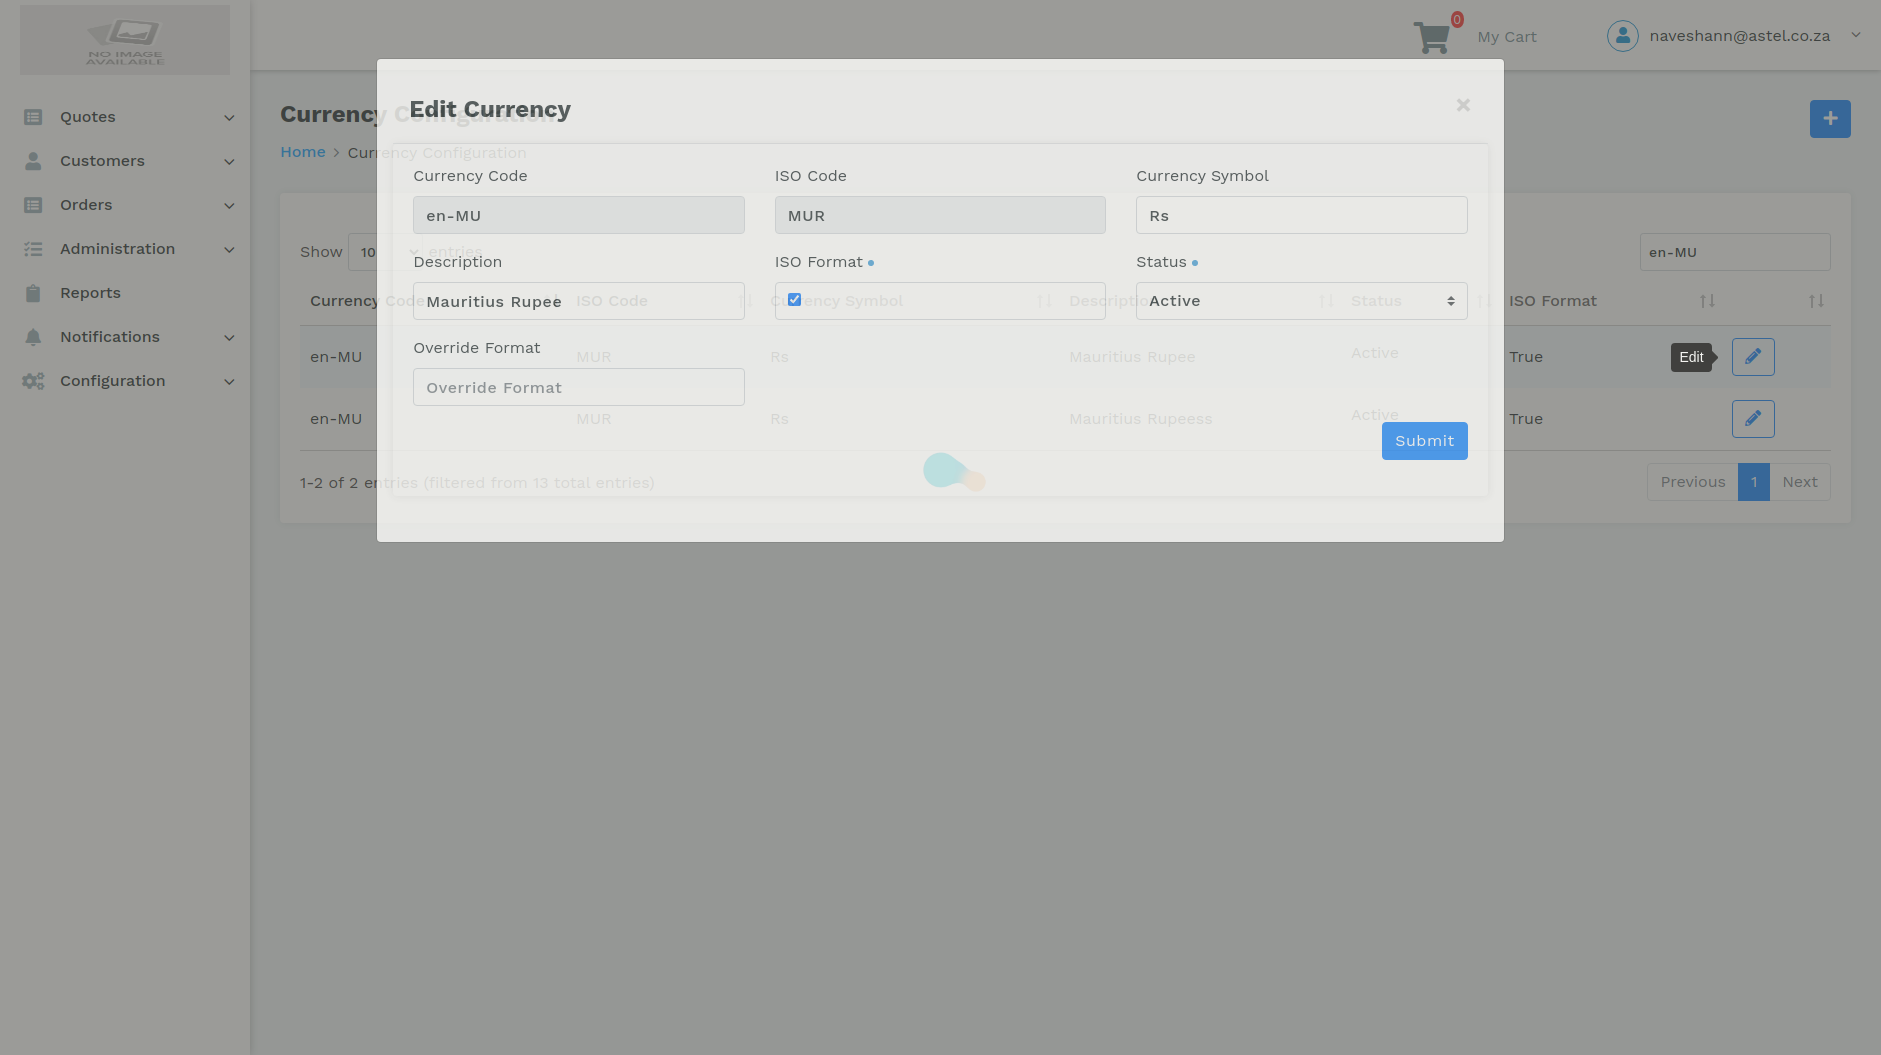 NO IMAGE
AVAILABLE
0
My Cart
naveshann@astel.co.za
Quotes
Customers
Orders
Administration
Reports
Notifications
Configuration
Currency Configuration
Home > Currency Configuration
Edit Currency
×
+
Currency Code
ISO Code
Currency Symbol
en-MU
MUR
Rs
Description
ISO Format
Status
Mauritius Rupee
Active
Override Format
Override Format
Submit
Show 10 entries
en-MU
Currency Code
ISO Code
Currency Symbol
Description
Status
ISO Format
en-MU
MUR
Rs
Mauritius Rupee
Active
True
Edit
en-MU
MUR
Rs
Mauritius Rupeess
Active
True
1-2 of 2 entries (filtered from 13 total entries)
Previous
1
Next